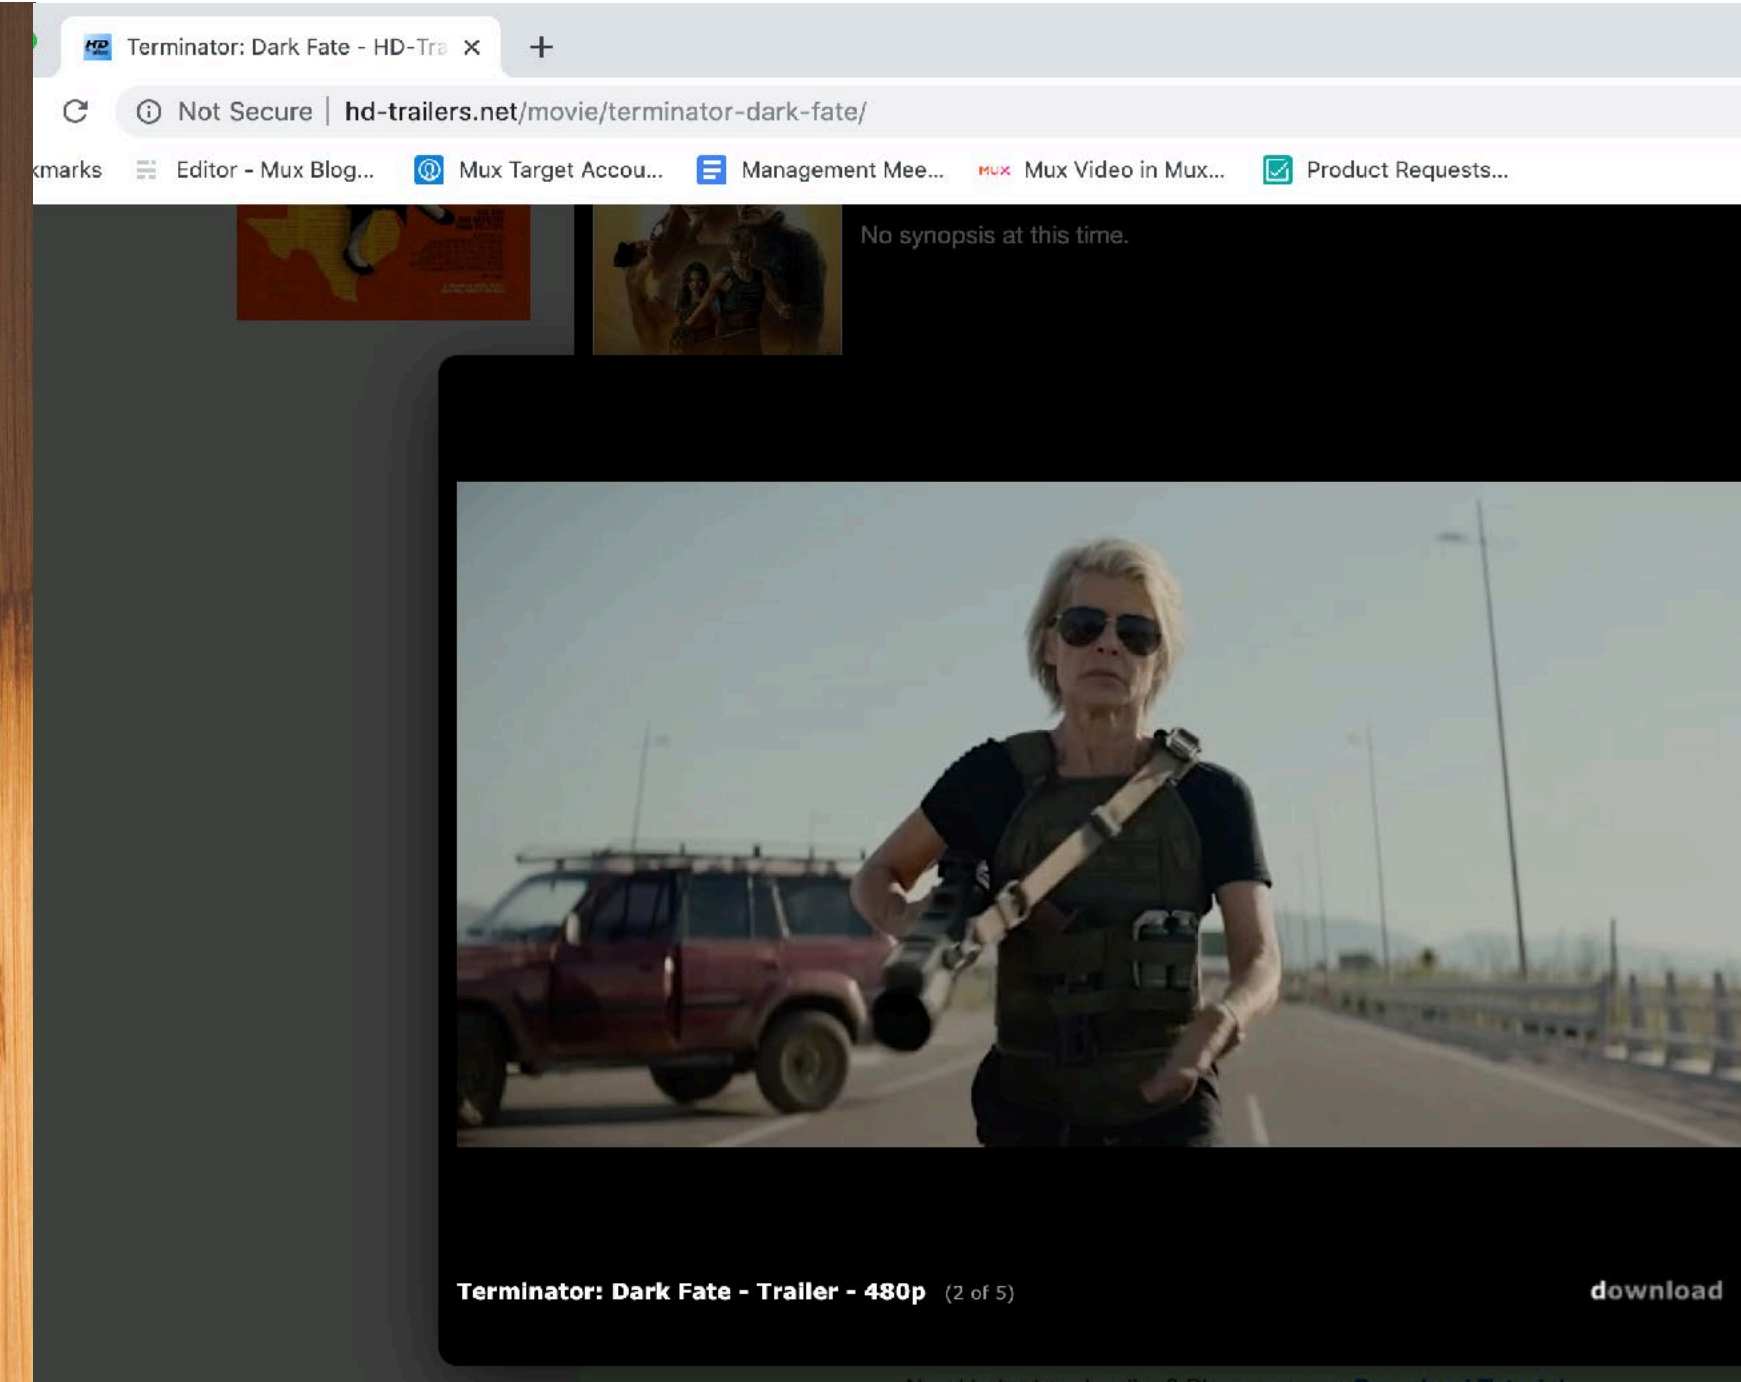 HD
Terminator: Dark Fate - HD-Tra
Not Secure | hd-trailers.net/movie/terminator-dark-fate/
kmarks Editor - Mux Blog... Mux Target Accou... Management Mee... MUX Mux Video in Mux... Product Requests...
No synopsis at this time.
Terminator: Dark Fate - Trailer - 480p (2 of 5) download